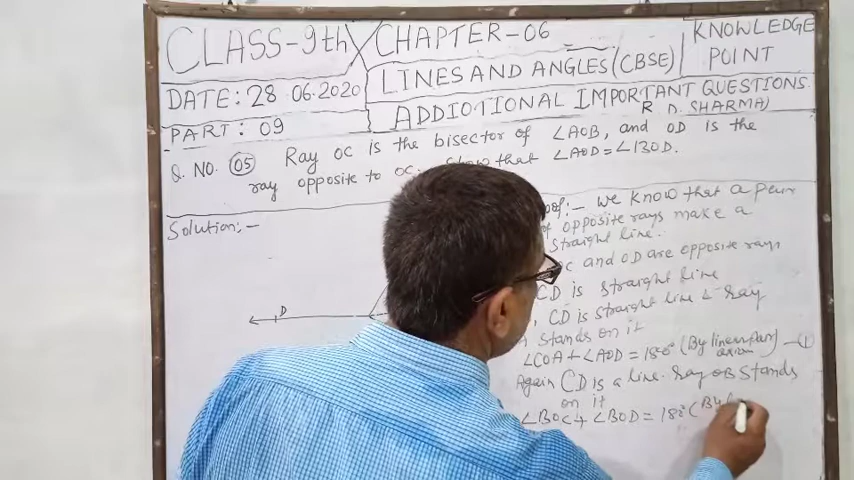 CLASS-9th
CHAPTER-06
KNOWLEDGE
POINT
LINES AND ANGLES (CBSE)
DATE: 28 06.2020
ADDIOTIONAL IMPORTANT QUESTIONS.
R D. SHARMA)
PART: 09
Q. NO. 05 Ray OC is the bisector of ∠AOB, and OD is the
ray opposite to OC. Show that ∠AOD = ∠BOD.
Solution:-
D
:- we know that a pair
of opposite rays make a
straight line.
OC and OD are opposite rays
CD is straight line
, CD is straight line & ray
stands on it
∠COA + ∠AOD = 180° (By linear Pair
axiom) -①
Again CD is a line. Ray OB Stands
on it
∠BOC + ∠BOD = 180° (By